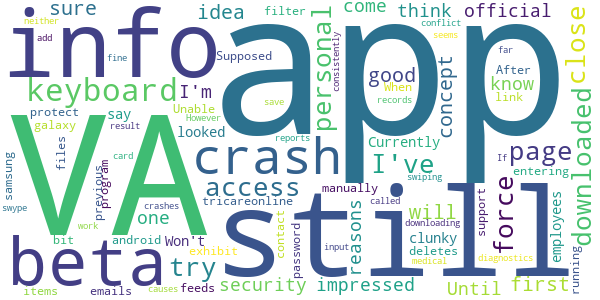 sure idea filter come think official
info app close
Supposed
personal
consistently
neither conflict
add fine seems far
keyboard I'm good know
When After link
concept
downloaded
protect say looked Unable
galaxy result However save records
VA crash Currently I've page
reports If entering
samsung files previous program card access tricareonline manually swiping
swype crashes reasons called downloading
bit work contact password support force employees
android one will
Won't exhibit deletes input medical diagnostics running
beta try still clunky
items emails feeds causes security impressed Until first